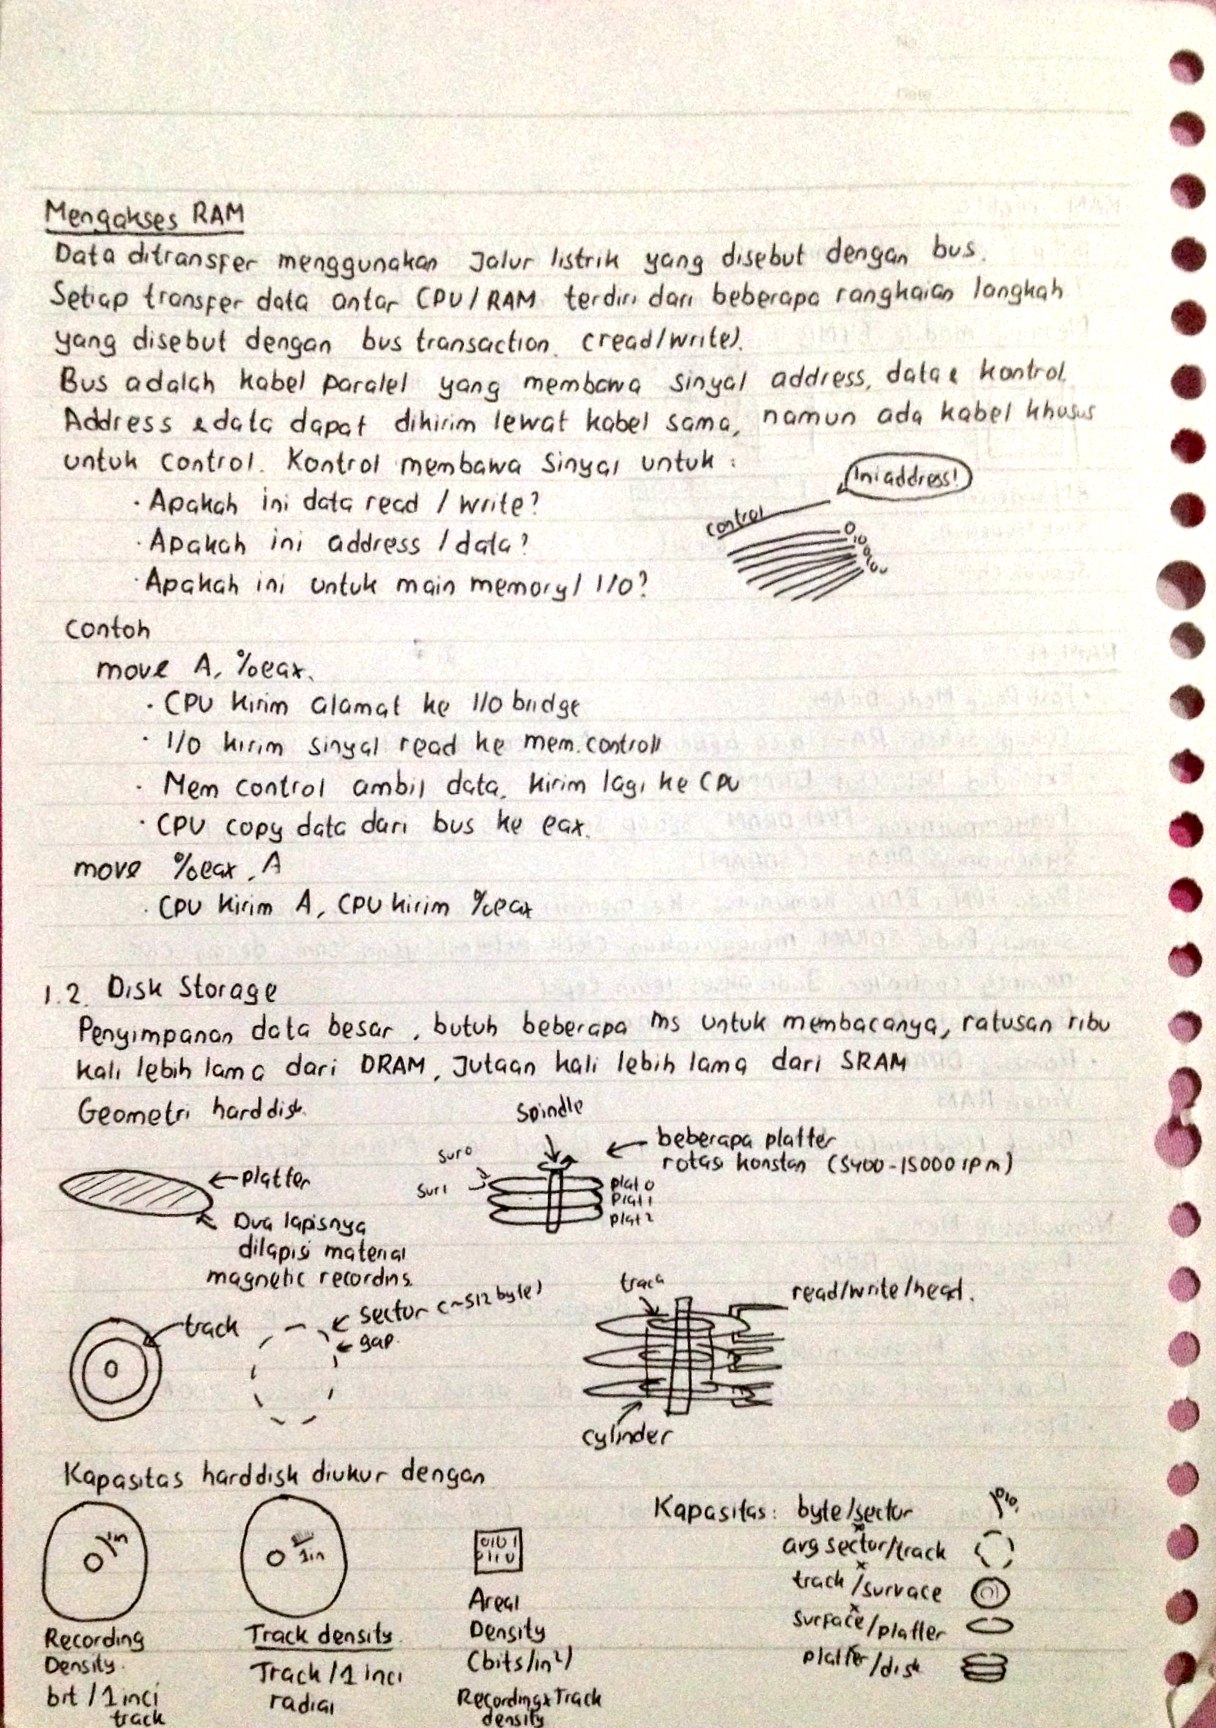 Mengakses RAM
Data ditransfer menggunakan Jalur listrik yang disebut dengan bus.
Setiap transfer data antar CPU/RAM terdiri dari beberapa rangkaian langkah
yang disebut dengan bus transaction. (read/write).
Bus adalah kabel paralel yang membawa sinyal address, data & kontrol.
Address & data dapat dikirim lewat kabel sama, namun ada kabel khusus
untuk control. Kontrol membawa Sinyal untuk :
· Apakah ini data read / write?
· Apakah ini address / data?
· Apakah ini untuk main memory / I/O?
Ini address!
control
Contoh
move A, %eax.
· CPU kirim alamat ke I/O bridge
· I/O kirim sinyal read ke mem. controll
· Mem control ambil data, kirim lagi ke CPU
· CPU copy data dari bus ke eax.
move %eax, A
· CPU kirim A, CPU kirim %eax
1.2. Disk Storage
Penyimpanan data besar, butuh beberapa ms untuk membacanya, ratusan ribu
kali lebih lama dari DRAM, Jutaan kali lebih lama dari SRAM
Geometri harddisk.
platter
Dua lapisnya
dilapisi material
magnetic recordins.
Spindle
sur0
sur1
plat 0
plat 1
plat 2
beberapa platter
rotasi konstan (5400-15000 rpm)
track
sector (~512 byte)
gap.
track
read/write/head.
cylinder
Kapasitas harddisk diukur dengan
1in
Recording
Density.
bit / 1 inci
track
1in
Track density.
Track / 1 inci
radial
0101
0110
Areal
Density
(bits/in²)
Recording x Track
density
Kapasitas: byte/sector
x
avg sector/track
x
track/survace
x
surface/platter
platter/disk